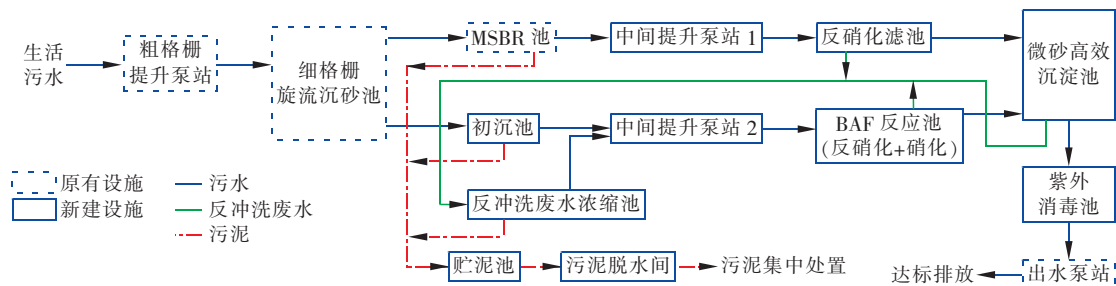 生活
污水
粗格栅
提升泵站
细格栅
旋流沉砂池
MSBR 池
中间提升泵站 1
反硝化滤池
微砂高效
沉淀池
初沉池
中间提升泵站 2
BAF 反应池
(反硝化+硝化)
原有设施
污水
新建设施
反冲洗废水
污泥
反冲洗废水浓缩池
紫外
消毒池
贮泥池
污泥脱水间
污泥集中处置
达标排放
出水泵站